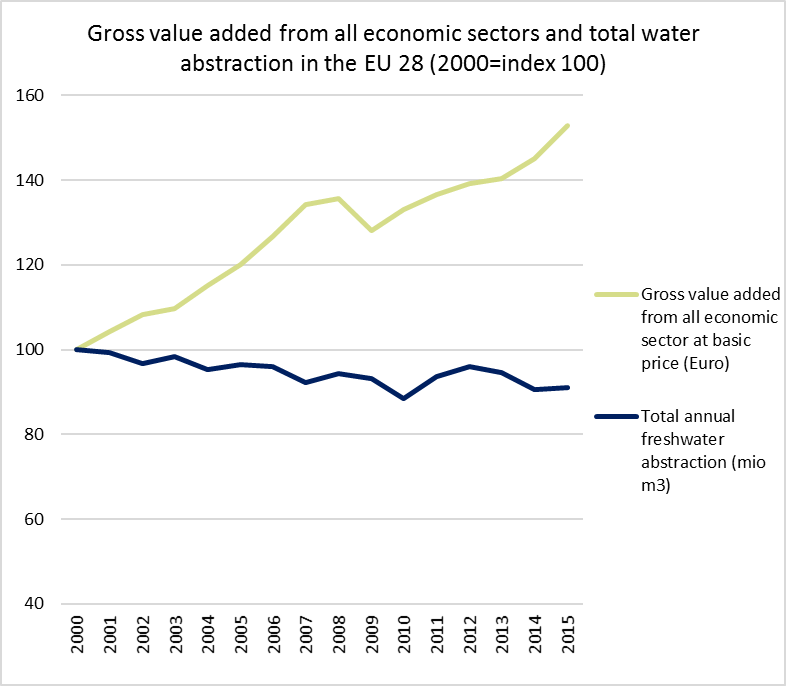 Gross value added from all economic sectors and total water
abstraction in the EU 28 (2000=index 100)
160
140
120
100
80
60
40
2000
2001
2002
2003
2004
2005
2006
2007
2008
2009
2010
2011
2012
2013
2014
2015
Gross value added
from all economic
sector at basic
price (Euro)
Total annual
freshwater
abstraction (mio
m3)